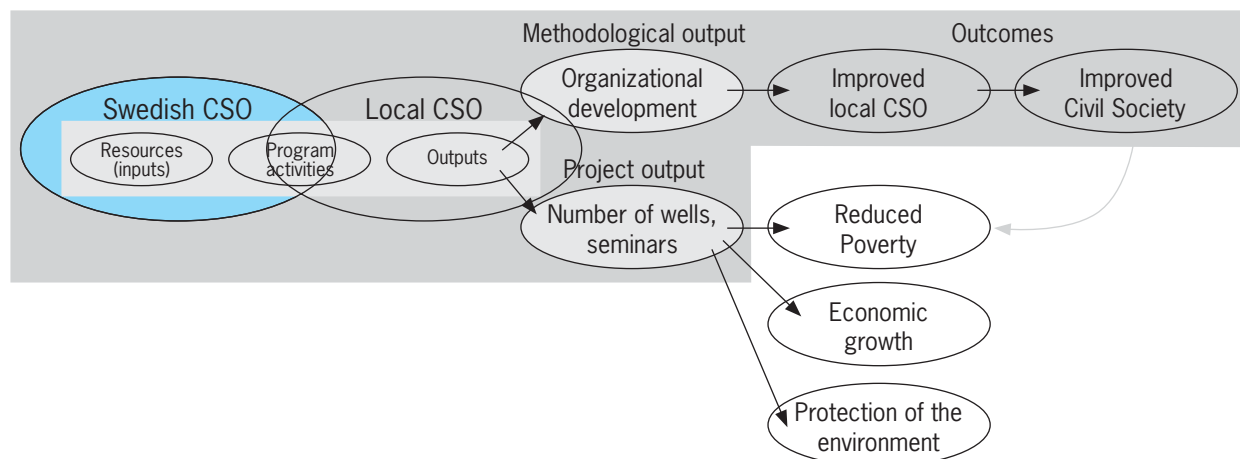 Methodological output
Outcomes
Organizational
development
Improved
local CSO
Improved
Civil Society
Swedish CSO
Local CSO
Resources
(inputs)
Program
activities
Outputs
Project output
Number of wells,
seminars
Reduced
Poverty
Economic
growth
Protection of the
environment